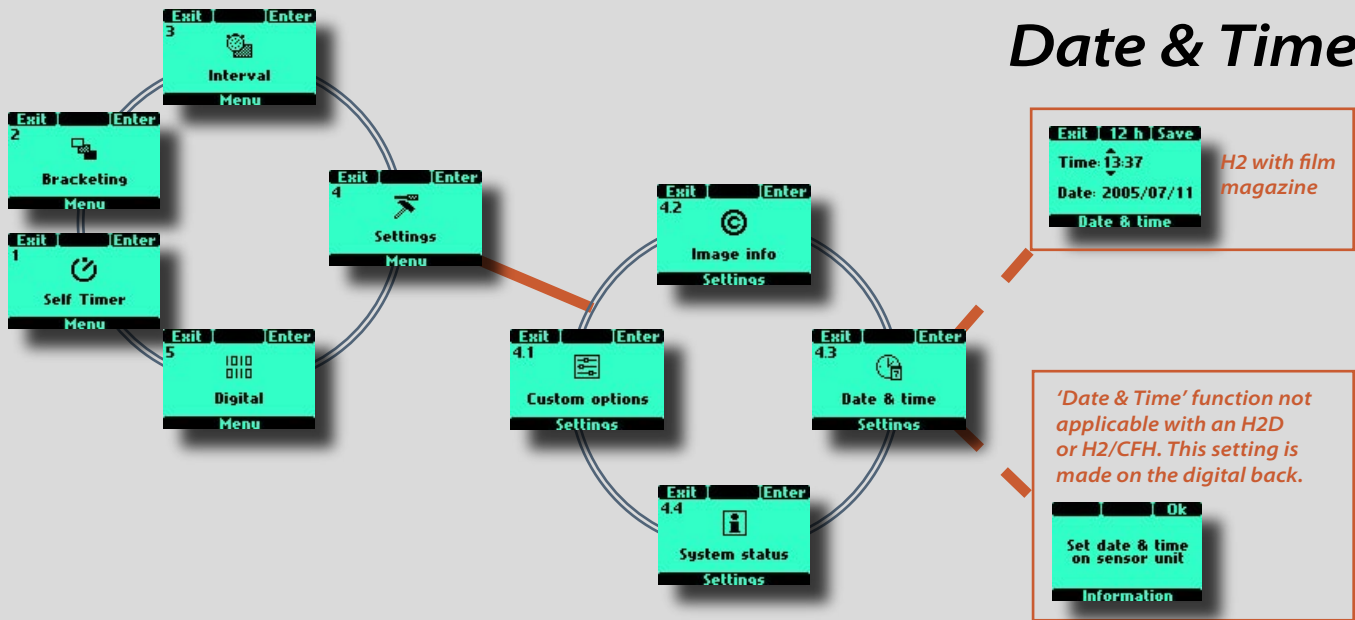 Date & Time
Exit Enter
3
Interval
Menu
Exit Enter
2
Bracketing
Menu
Exit Enter
1
Self Timer
Menu
Exit Enter
4
Settings
Menu
Exit Enter
5
1010
0110
Digital
Menu
Exit Enter
4.2
©
Image info
Settings
Exit Enter
4.1
Custom options
Settings
Exit Enter
4.3
7
Date & time
Settings
Exit Enter
4.4
i
System status
Settings
Exit 12 h Save
Time: 13:37
Date: 2005/07/11
Date & time
H2 with film
magazine
‘Date & Time’ function not
applicable with an H2D
or H2/CFH. This setting is
made on the digital back.
Ok
Set date & time
on sensor unit
Information